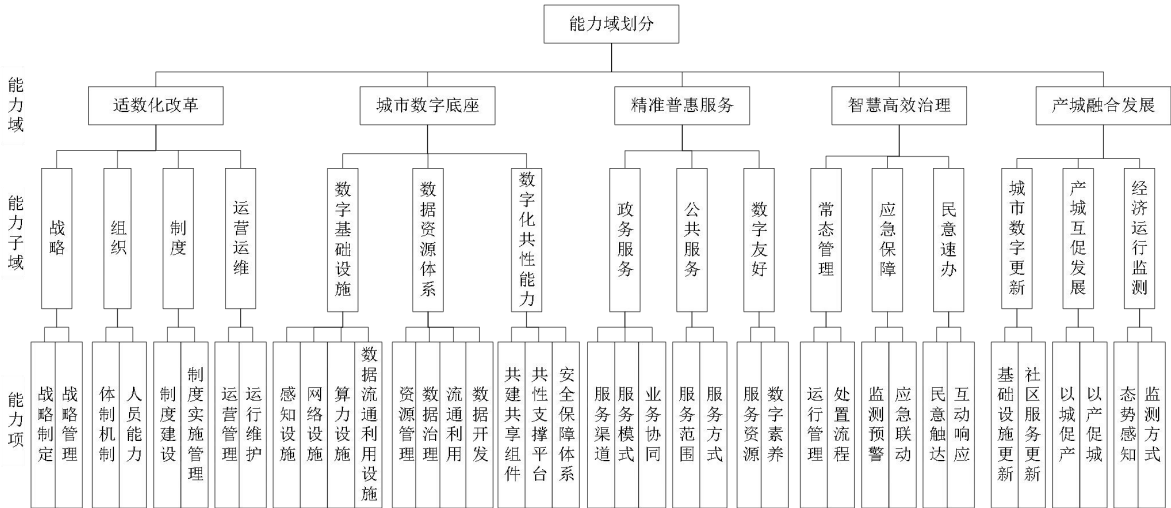 能力域划分
能力域
适数化改革
城市数字底座
精准普惠服务
智慧高效治理
产城融合发展
能力子域
战略
组织
制度
运营运维
数字基础设施
数据资源体系
数字化共性能力
政务服务
公共服务
数字友好
常态管理
应急保障
民意速办
城市数字更新
产城互促发展
经济运行监测
能力项
战略制定
战略管理
体制机制
人员能力
制度建设
制度实施管理
运营管理
运行维护
感知设施
网络设施
算力设施
数据流通利用设施
资源管理
数据治理
流通利用
数据开发
共建共享组件
共性支撑平台
安全保障体系
服务渠道
服务模式
业务协同
服务范围
服务方式
服务资源
数字素养
运行管理
处置流程
监测预警
应急联动
民意触达
互动响应
基础设施更新
社区服务更新
以城促产
以产促城
态势感知
监测方式